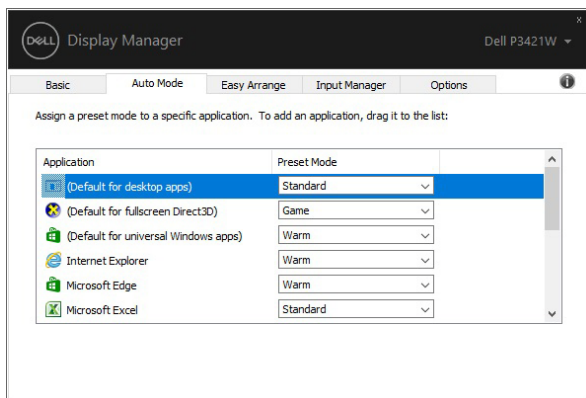 DELL Display Manager
Dell P3421W
Basic Auto Mode Easy Arrange Input Manager Options
Assign a preset mode to a specific application. To add an application, drag it to the list:
Application Preset Mode
(Default for desktop apps) Standard
(Default for fullscreen Direct3D) Game
(Default for universal Windows apps) Warm
Internet Explorer Warm
Microsoft Edge Warm
Microsoft Excel Standard